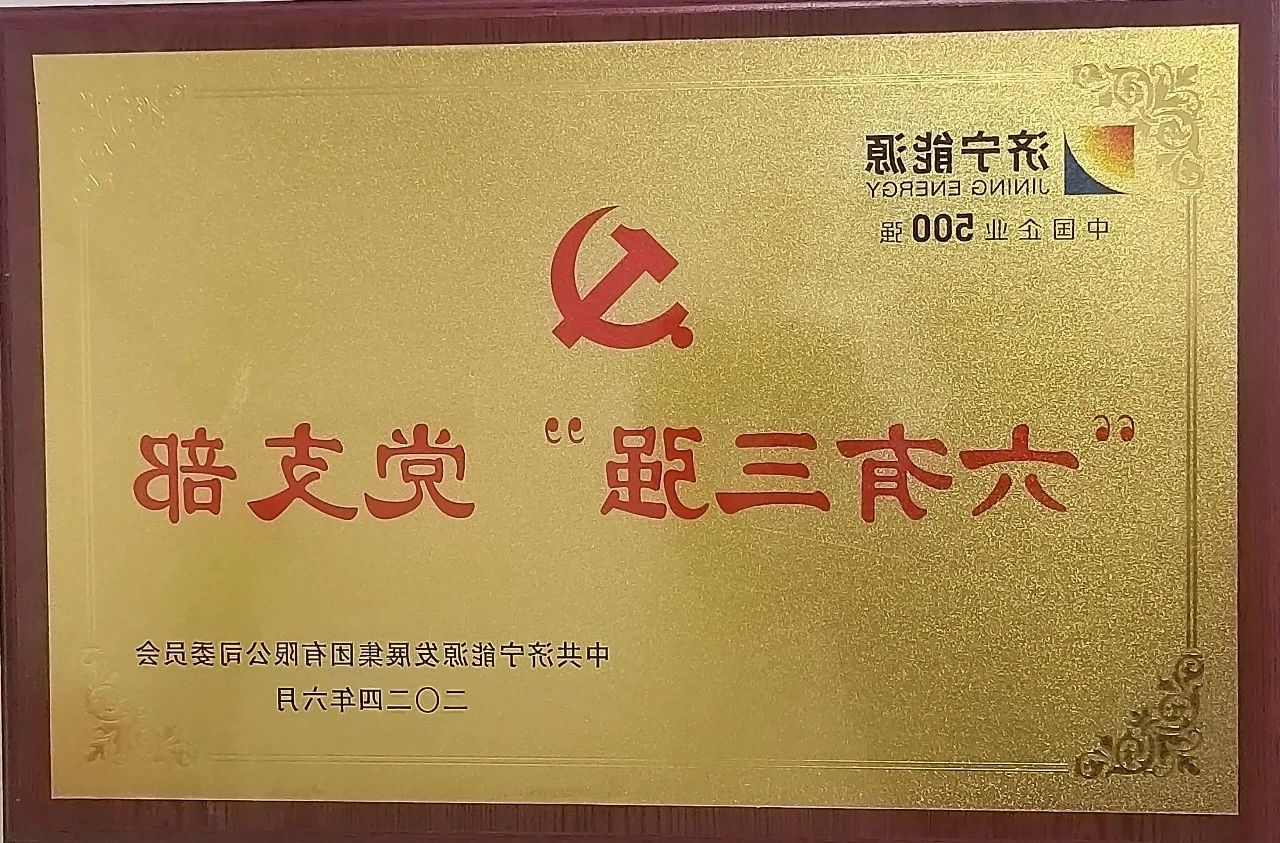 济宁能源
JINING ENERGY
中国企业500强
“六有三强”党支部
中共济宁能源发展集团有限公司委员会
二〇二四年六月